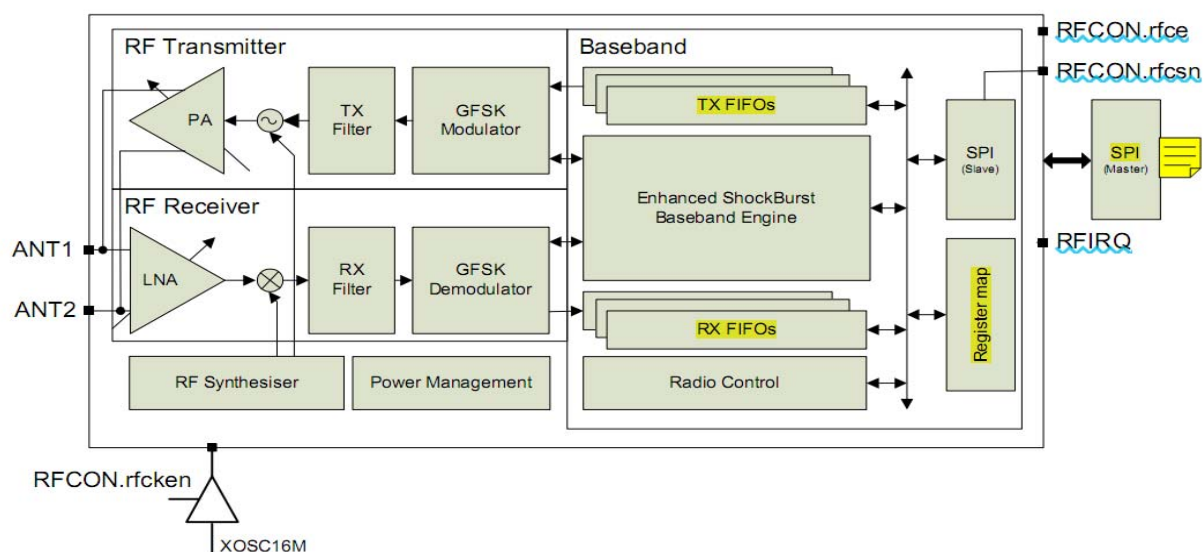 RF Transmitter
Baseband
RFCON.rfce
RFCON.rfcsn
PA
TX
Filter
GFSK
Modulator
TX FIFOs
SPI
(Slave)
SPI
(Master)
Enhanced ShockBurst
Baseband Engine
RF Receiver
RFIRQ
ANT1
ANT2
LNA
RX
Filter
GFSK
Demodulator
RX FIFOs
Register map
RF Synthesiser
Power Management
Radio Control
RFCON.rfcken
XOSC16M